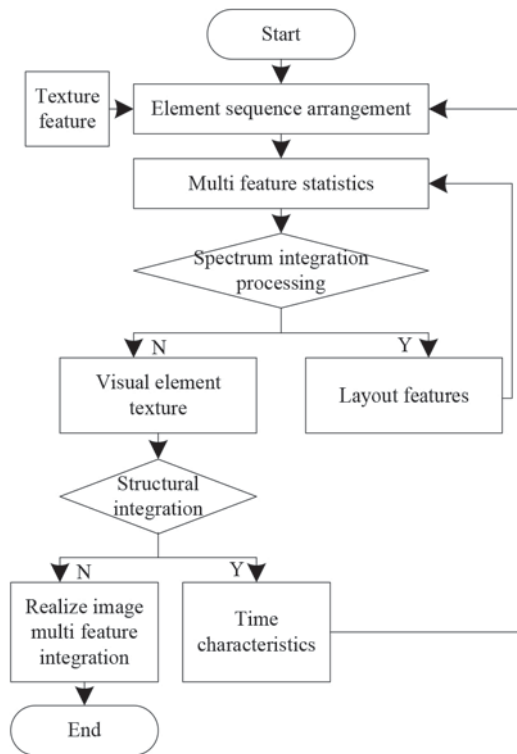 Start
Texture
feature
Element sequence arrangement
Multi feature statistics
Spectrum integration
processing
N
Y
Visual element
texture
Layout features
Structural
integration
N
Y
Realize image
multi feature
integration
Time
characteristics
End